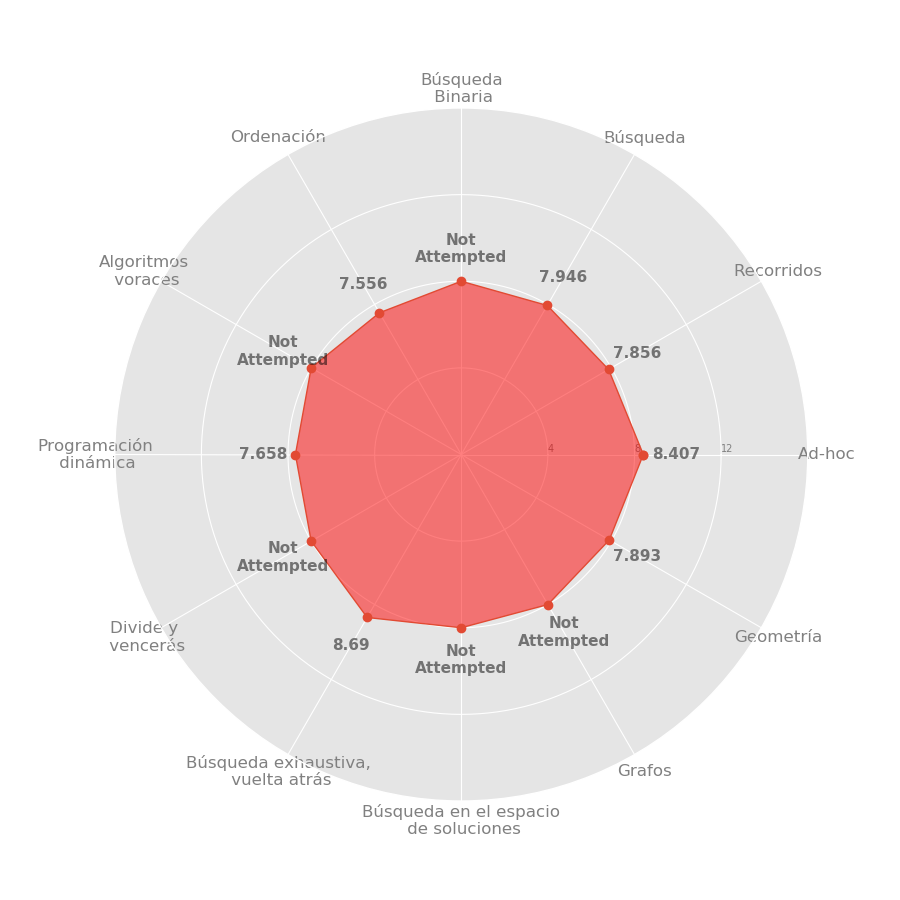 Búsqueda
Binaria
Ordenación
Búsqueda
Algoritmos
voraces
Recorridos
Not
Attempted
7.946
7.556
Not
Attempted
7.856
Programación
dinámica
7.658
4
8
12
8.407
Ad-hoc
Not
Attempted
7.893
Divide y
vencerás
8.69
Not
Attempted
Not
Attempted
Geometría
Búsqueda exhaustiva,
vuelta atrás
Grafos
Búsqueda en el espacio
de soluciones